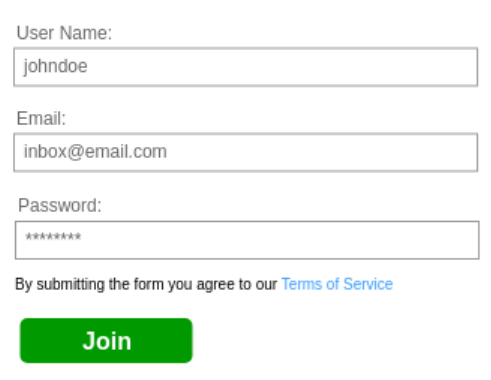 User Name:
johndoe
Email:
inbox@email.com
Password:
********
By submitting the form you agree to our Terms of Service
Join